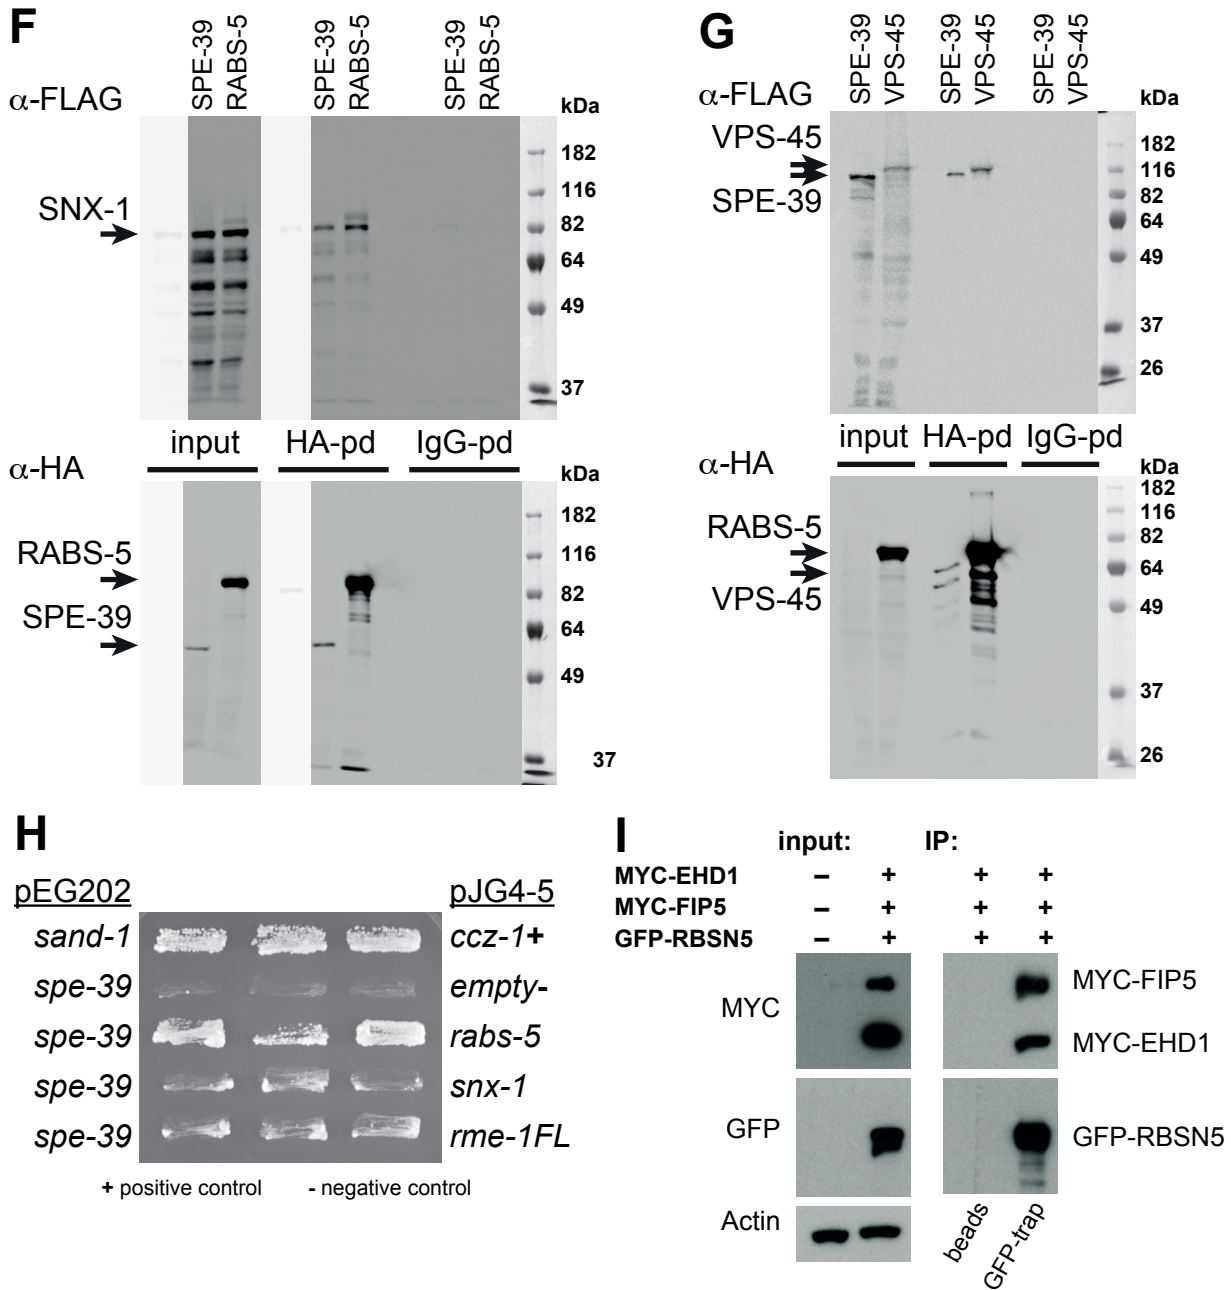 F
SPE-39
RABS-5
SPE-39
RABS-5
SPE-39
RABS-5
α-FLAG
kDa
SNX-1
182
116
82
64
49
37
input
HA-pd
IgG-pd
α-HA
kDa
RABS-5
SPE-39
182
116
82
64
49
37
G
SPE-39
VPS-45
SPE-39
VPS-45
SPE-39
VPS-45
α-FLAG
kDa
VPS-45
SPE-39
182
116
82
64
49
37
26
input
HA-pd
IgG-pd
α-HA
kDa
RABS-5
VPS-45
182
116
82
64
49
37
26
H
pEG202 pJG4-5
sand-1 ccz-1+
spe-39 empty-
spe-39 rabs-5
spe-39 snx-1
spe-39 rme-1FL
+ positive control - negative control
I
input: IP:
MYC-EHD1 – + + +
MYC-FIP5 – + + +
GFP-RBSN5 – + + +
MYC
MYC-FIP5
MYC-EHD1
GFP
GFP-RBSN5
Actin
beads
GFP-trap